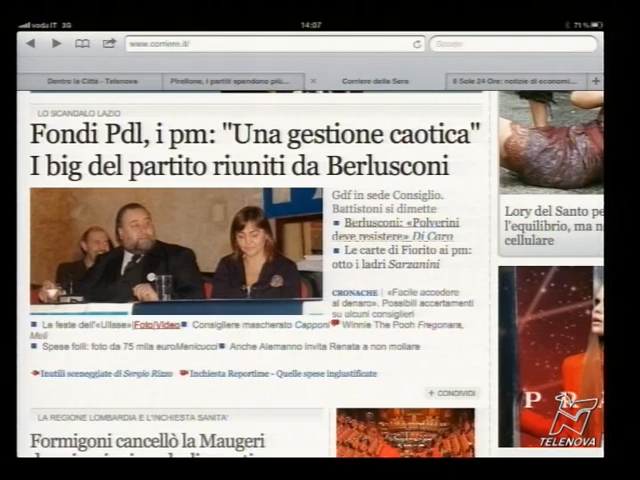 vodafone IT 3G
14:07
71%
www.corriere.it/
Google
Dentro la Città - Telenova
Pirellone, i partiti spendono più...
Corriere della Sera
Il Sole 24 Ore: notizie di economi...
LO SCANDALO LAZIO
Fondi Pdl, i pm: "Una gestione caotica"
I big del partito riuniti da Berlusconi
Gdf in sede Consiglio.
Battistoni si dimette
Berlusconi: «Polverini
deve resistere» Di Caro
Le carte di Fiorito ai pm:
otto i ladri Sarzanini
CRONACHE | «Facile accedere
al denaro». Possibili accertamenti
su alcuni consiglieri
Le feste dell'«Ulisse»|Foto/Video Consigliere mascherato Capponi Winnie The Pooh Fregonara,
Meli
Spese folli: foto da 75 mila euro Menicucci Anche Alemanno invita Renata a non mollare
Inutili sceneggiate di Sergio Rizzo Inchiesta Reportime - Quelle spese ingiustificate
+ CONDIVIDI
LA REGIONE LOMBARDIA E L'INCHIESTA SANITA'
Formigoni cancellò la Maugeri
Lory del Santo pe
l'equilibrio, ma n
cellulare
PRA
TELENOVA